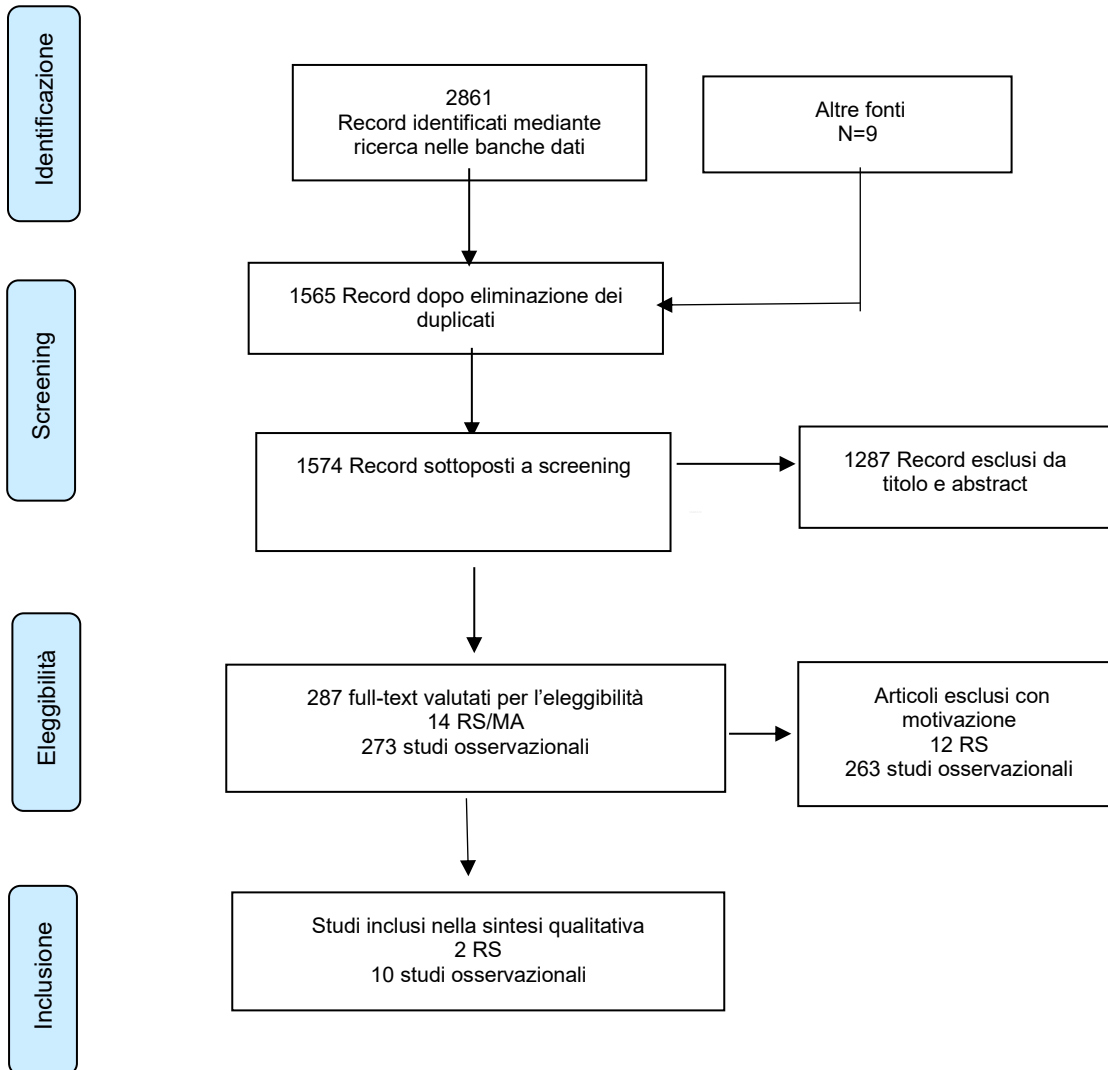 Identificazione
2861
Record identificati mediante
ricerca nelle banche dati
Altre fonti
N=9
Screening
1565 Record dopo eliminazione dei
duplicati
1574 Record sottoposti a screening
1287 Record esclusi da
titolo e abstract
Eleggibilità
287 full-text valutati per l’eleggibilità
14 RS/MA
273 studi osservazionali
Articoli esclusi con
motivazione
12 RS
263 studi osservazionali
Inclusione
Studi inclusi nella sintesi qualitativa
2 RS
10 studi osservazionali